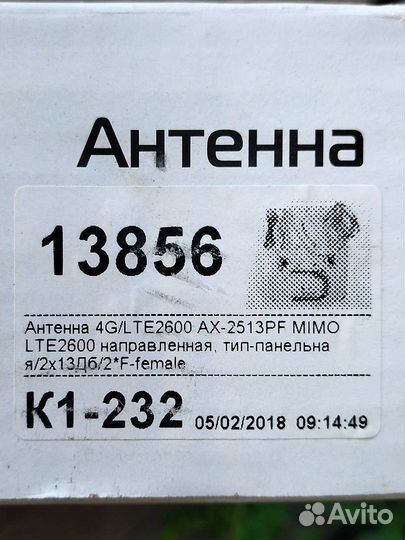 Антенна
13856
Антенна 4G/LTE2600 AX-2513PF MIMO
LTE2600 направленная, тип-панельна
я/2x13Дб/2*F-female
К1-232 05/02/2018 09:14:49
Avito